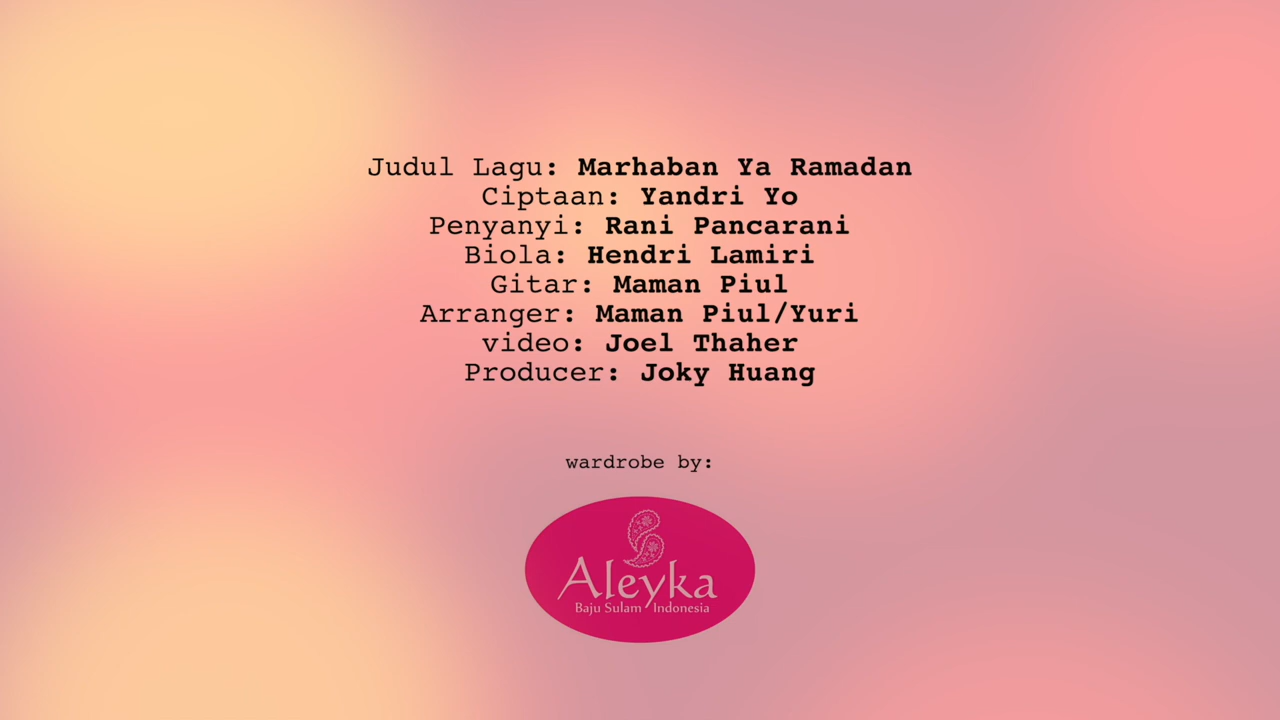 Judul Lagu: Marhaban Ya Ramadan
Ciptaan: Yandri Yo
Penyanyi: Rani Pancarani
Biola: Hendri Lamiri
Gitar: Maman Piul
Arranger: Maman Piul/Yuri
video: Joel Thaher
Producer: Joky Huang
wardrobe by:
Aleyka
Baju Sulam Indonesia